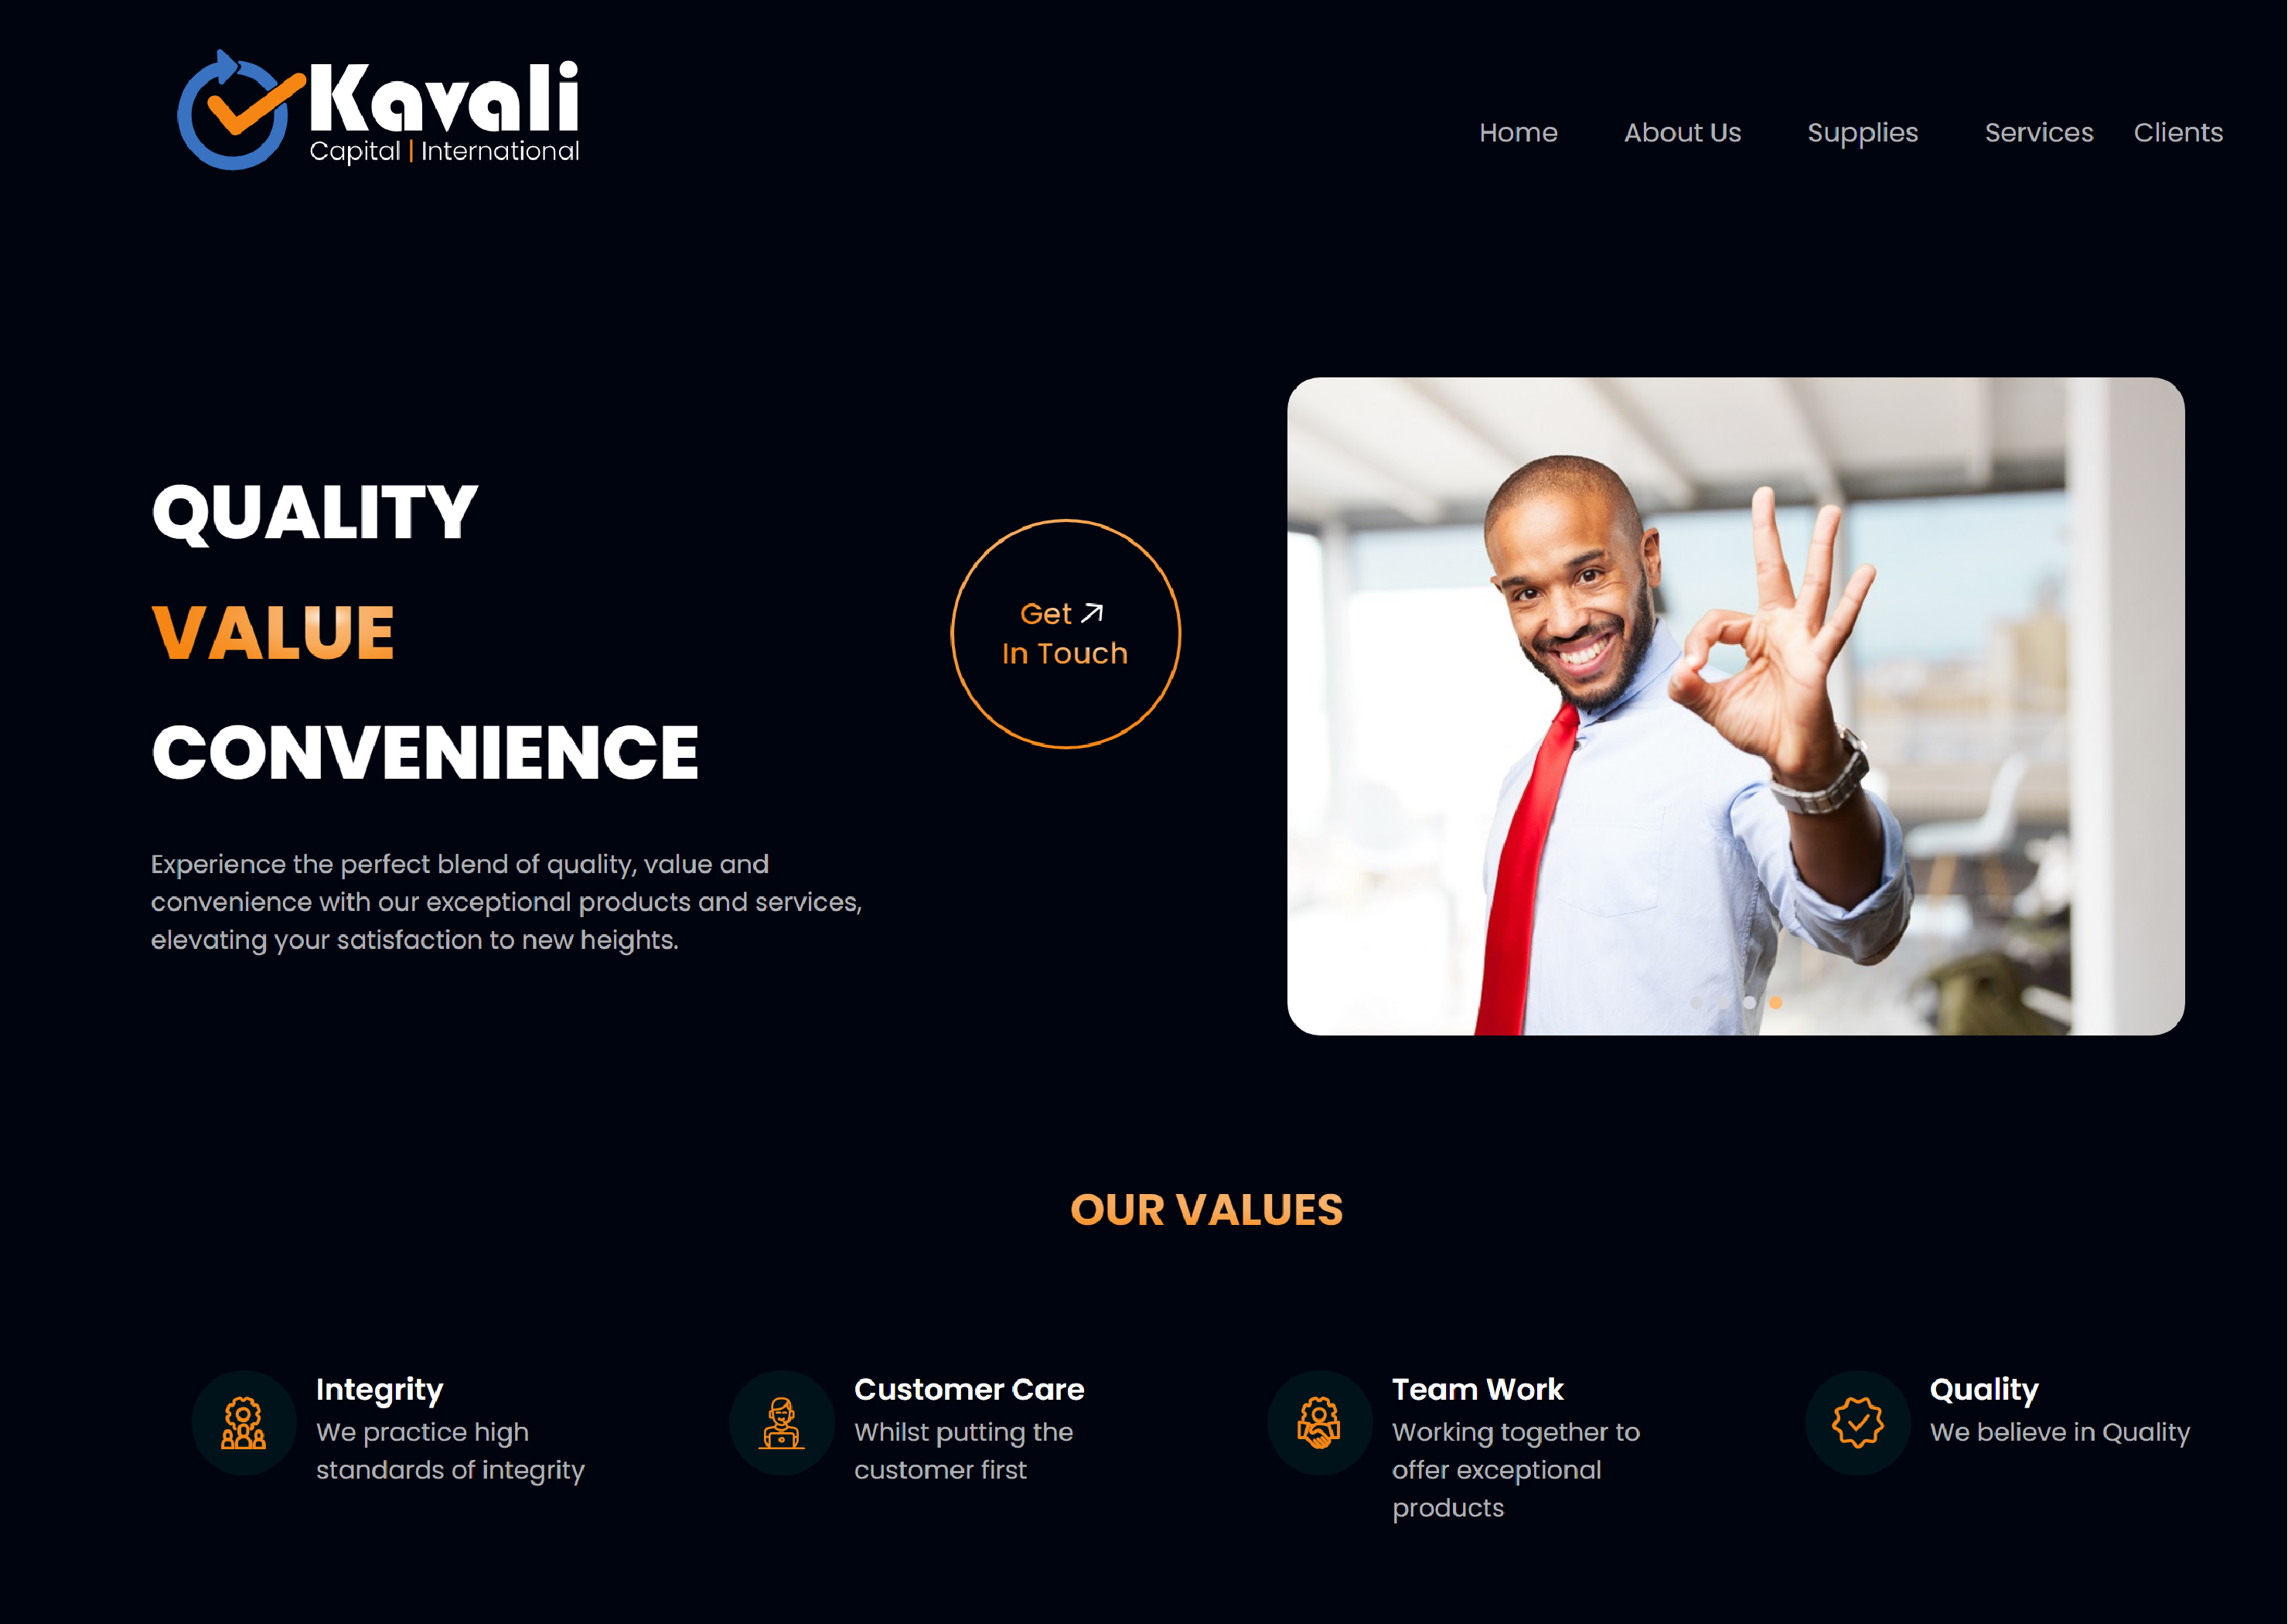 Kavali
Capital | International
Home About Us Supplies Services Clients
QUALITY
VALUE
CONVENIENCE
Get
In Touch
Experience the perfect blend of quality, value and
convenience with our exceptional products and services,
elevating your satisfaction to new heights.
OUR VALUES
Integrity
We practice high
standards of integrity
Customer Care
Whilst putting the
customer first
Team Work
Working together to
offer exceptional
products
Quality
We believe in Quality